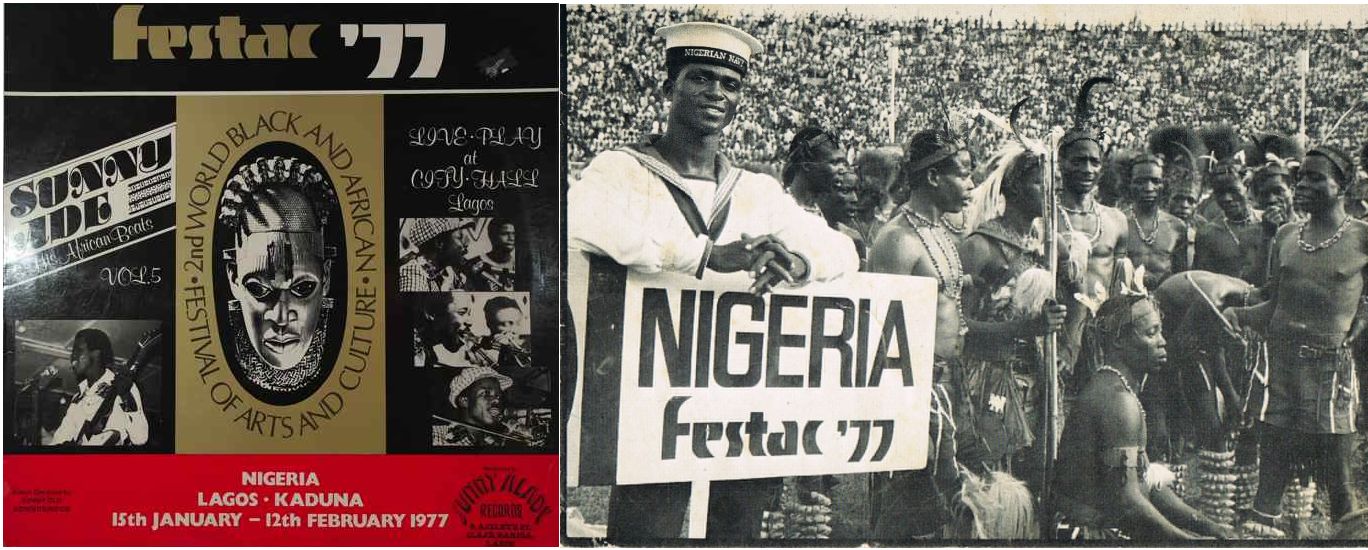 festac '77
SUNNY
ADE
The African Beats
VOL.5
2ND WORLD BLACK AND AFRICAN • FESTIVAL OF ARTS AND CULTURE •
LIVE·PLAY
at
CITY·HALL
Lagos
NIGERIA
LAGOS · KADUNA
15th JANUARY – 12th FEBRUARY 1977
SUNNY ALADE
RECORDS
NIGERIAN NAVY
NIGERIA
festac '77